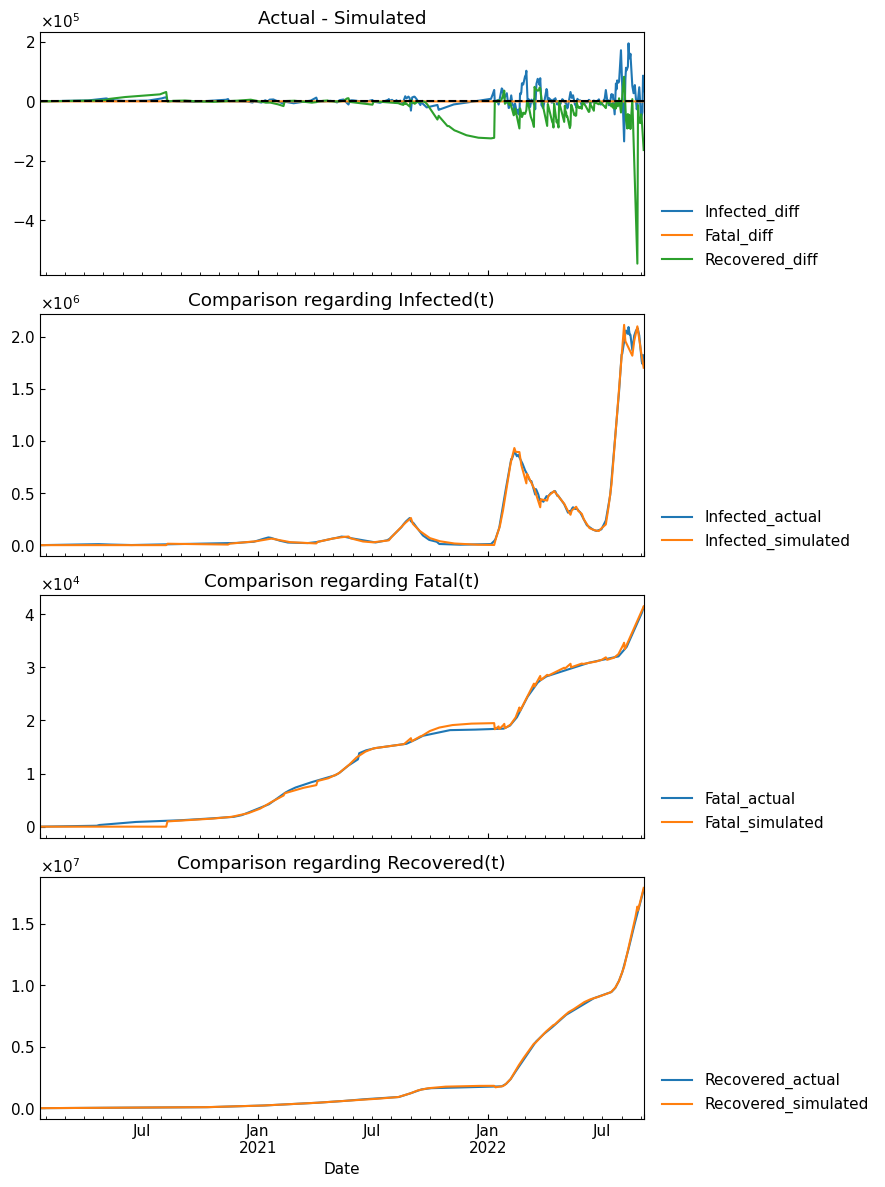 Actual - Simulated
×10⁵
2
0
−2
−4
Infected_diff
Fatal_diff
Recovered_diff
Comparison regarding Infected(t)
×10⁶
2.0
1.5
1.0
0.5
0.0
Infected_actual
Infected_simulated
Comparison regarding Fatal(t)
×10⁴
4
3
2
1
0
Fatal_actual
Fatal_simulated
Comparison regarding Recovered(t)
×10⁷
1.5
1.0
0.5
0.0
Recovered_actual
Recovered_simulated
Jul Jan Jul Jan Jul
2021 2022
Date